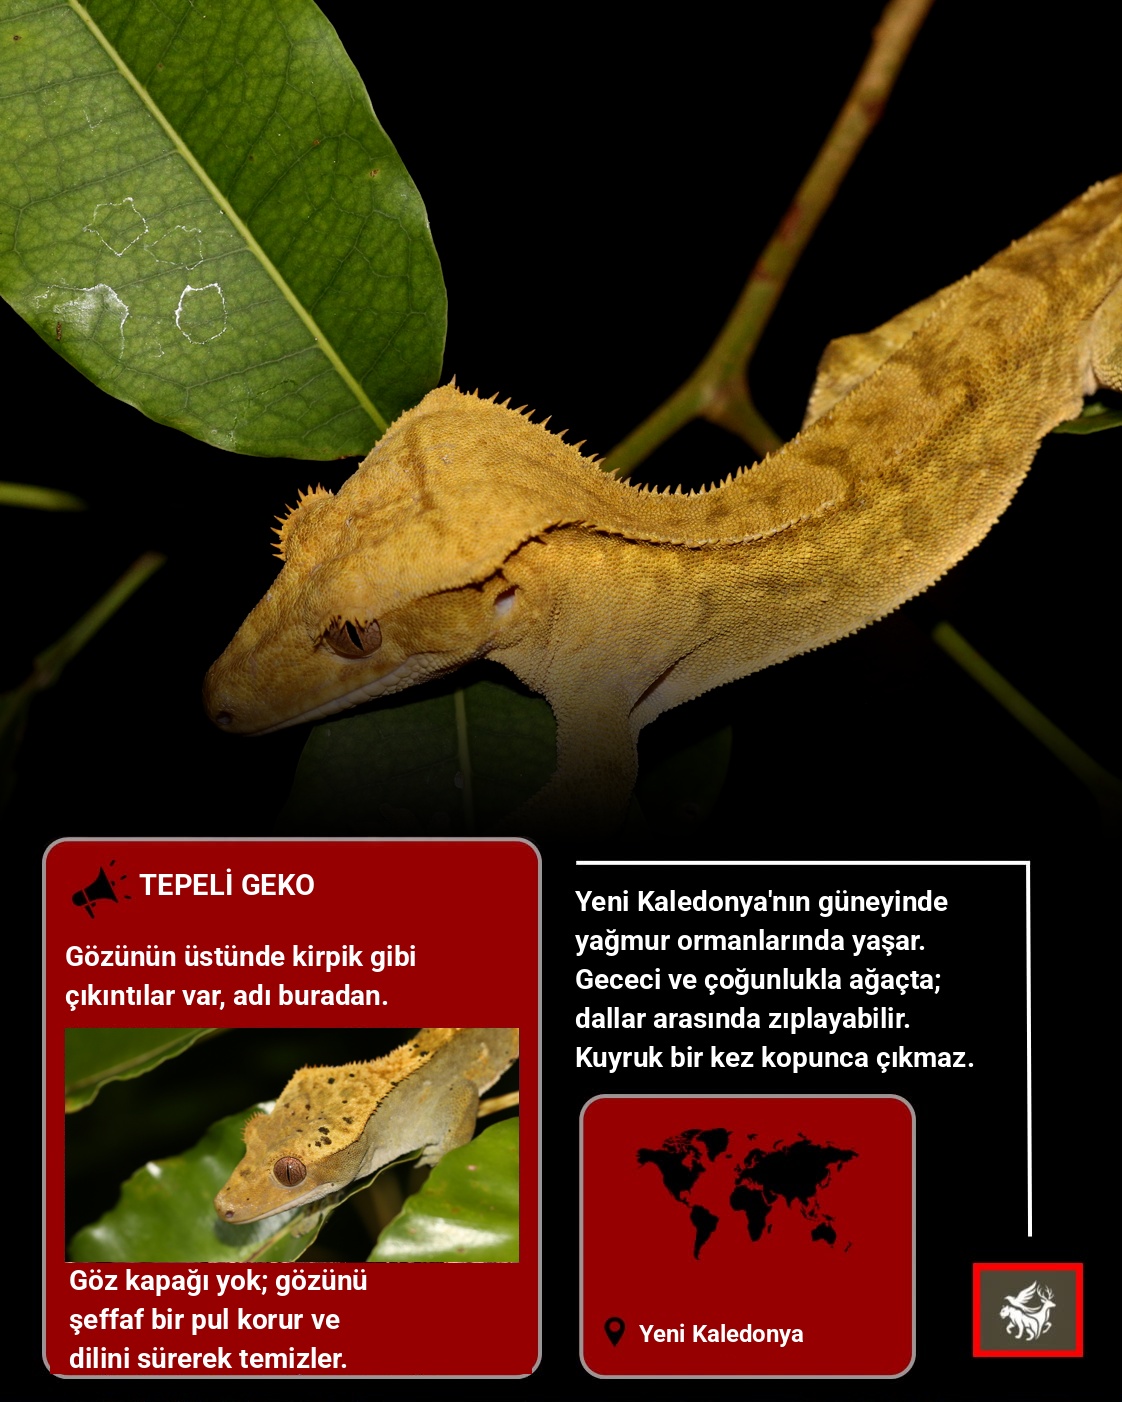 TEPELİ GEKO
Gözünün üstünde kirpik gibi
çıkıntılar var, adı buradan.
Göz kapağı yok; gözünü
şeffaf bir pul korur ve
dilini sürerek temizler.
Yeni Kaledonya'nın güneyinde
yağmur ormanlarında yaşar.
Gececi ve çoğunlukla ağaçta;
dallar arasında zıplayabilir.
Kuyruk bir kez kopunca çıkmaz.
Yeni Kaledonya